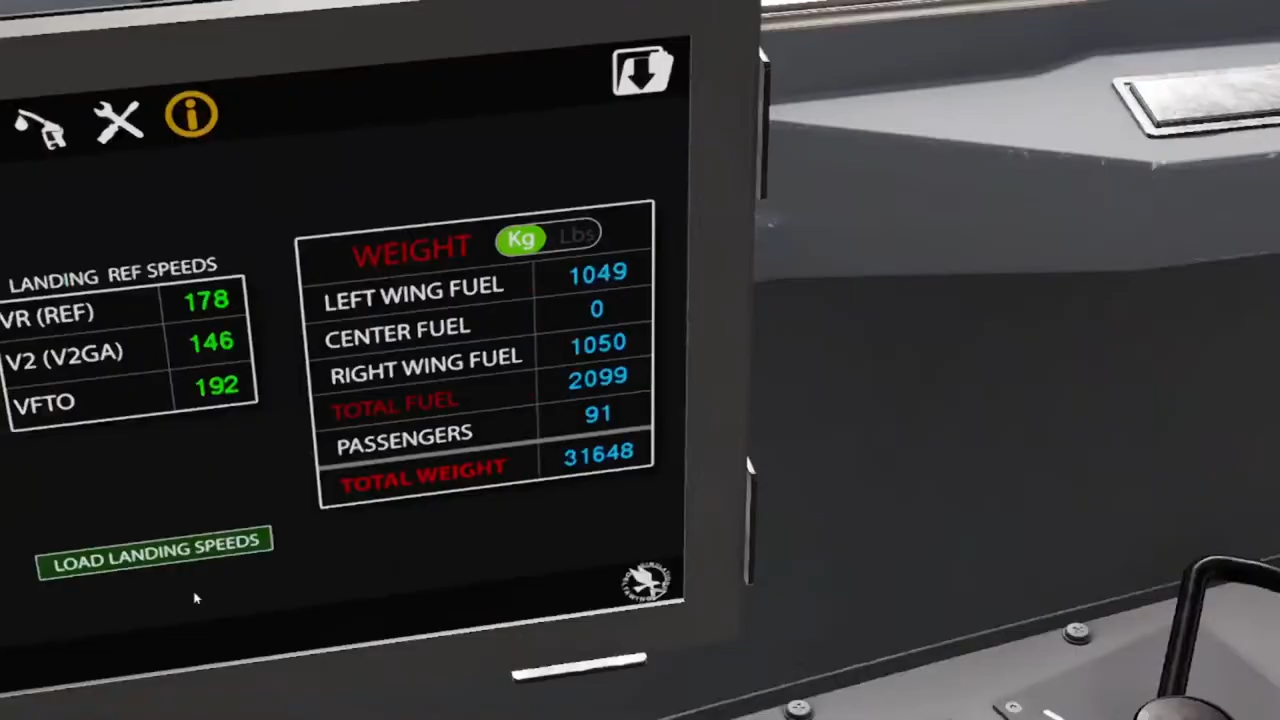 LANDING REF SPEEDS
VR (REF) 178
V2 (V2GA) 146
VFTO 192
LOAD LANDING SPEEDS
WEIGHT Kg Lbs
LEFT WING FUEL 1049
CENTER FUEL 0
RIGHT WING FUEL 1050
TOTAL FUEL 2099
PASSENGERS 91
TOTAL WEIGHT 31648